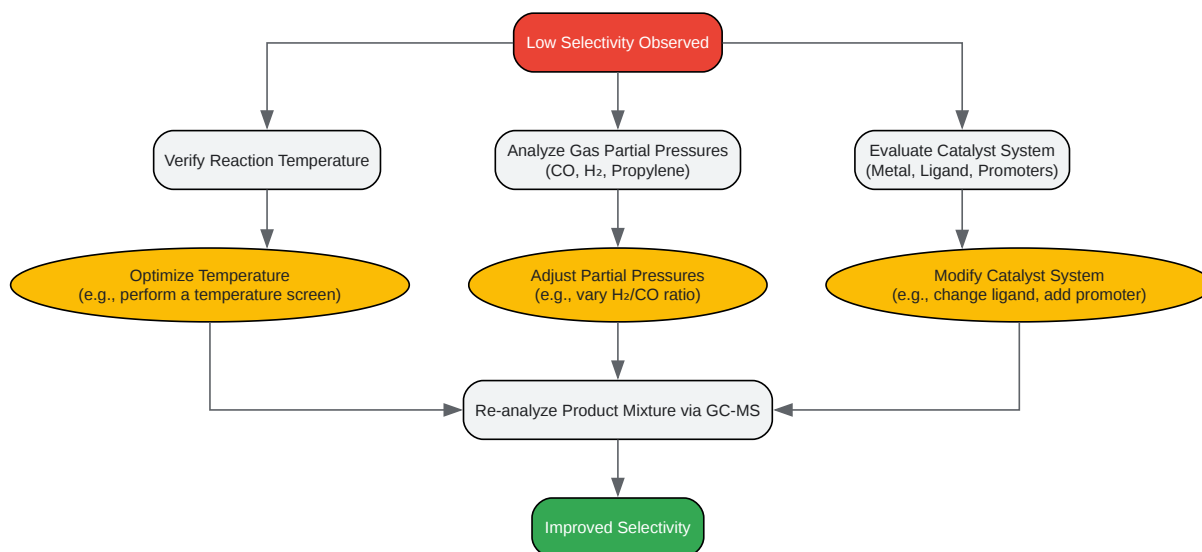 Low Selectivity Observed
Verify Reaction Temperature
Analyze Gas Partial Pressures
(CO, H₂, Propylene)
Evaluate Catalyst System
(Metal, Ligand, Promoters)
Optimize Temperature
(e.g., perform a temperature screen)
Adjust Partial Pressures
(e.g., vary H₂/CO ratio)
Modify Catalyst System
(e.g., change ligand, add promoter)
Re-analyze Product Mixture via GC-MS
Improved Selectivity